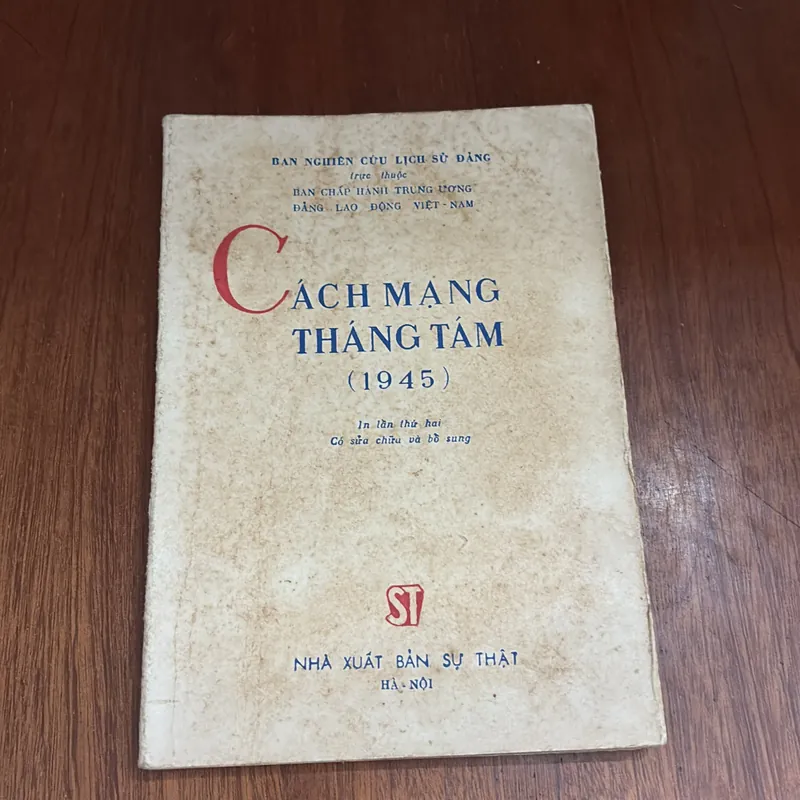 BAN NGHIÊN CỨU LỊCH SỬ ĐẢNG
trực thuộc
BAN CHẤP HÀNH TRUNG ƯƠNG
ĐẢNG LAO ĐỘNG VIỆT-NAM
CÁCH MẠNG
THÁNG TÁM
(1945)
In lần thứ hai
Có sửa chữa và bổ sung
ST
NHÀ XUẤT BẢN SỰ THẬT
HÀ-NỘI